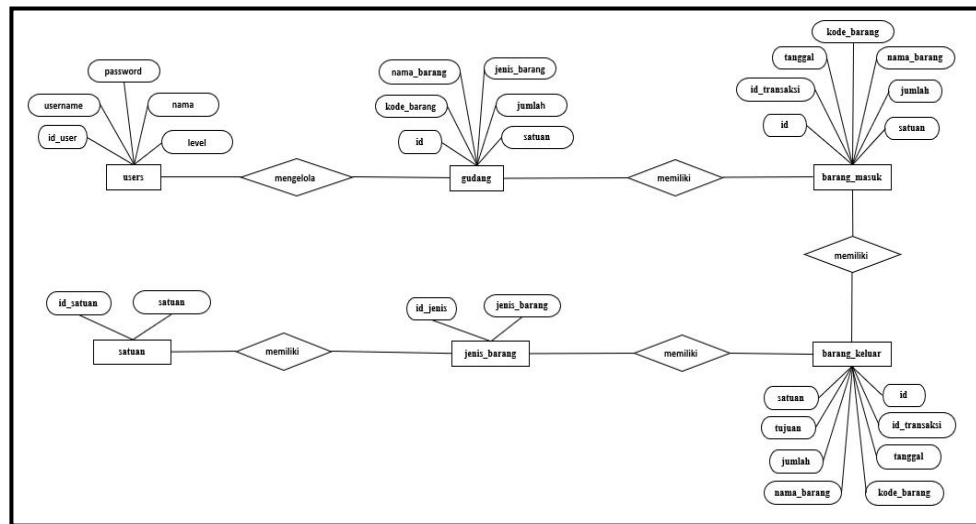 password
username
nama
id_user
level
users
mengelola
nama_barang
jenis_barang
kode_barang
jumlah
id
satuan
gudang
memiliki
kode_barang
tanggal
nama_barang
id_transaksi
jumlah
id
satuan
barang_masuk
memiliki
id_satuan
satuan
satuan
memiliki
id_jenis
jenis_barang
jenis_barang
memiliki
barang_keluar
satuan
id
tujuan
id_transaksi
jumlah
tanggal
nama_barang
kode_barang